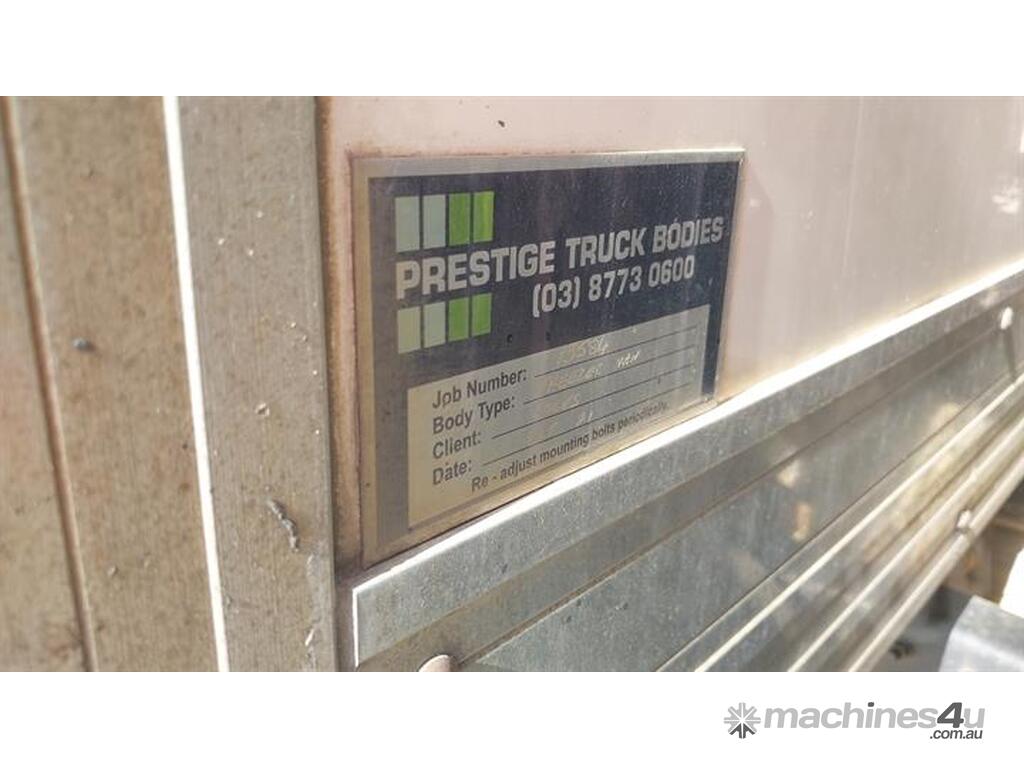 PRESTIGE TRUCK BODIES
(03) 8773 0600
Job Number:
Body Type:
Client:
Date:
Re - adjust mounting bolts periodically.
machines4u
.com.au